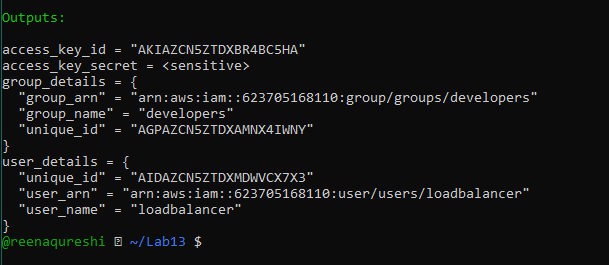 Outputs:
access_key_id = "AKIAZCN5ZTDXBR4BC5HA"
access_key_secret = <sensitive>
group_details = {
  "group_arn" = "arn:aws:iam::623705168110:group/groups/developers"
  "group_name" = "developers"
  "unique_id" = "AGPAZCN5ZTDXAMNX4IWNY"
}
user_details = {
  "unique_id" = "AIDAZCN5ZTDXMDWVCX7X3"
  "user_arn" = "arn:aws:iam::623705168110:user/users/loadbalancer"
  "user_name" = "loadbalancer"
}
@reenaqureshi ~/Lab13 $